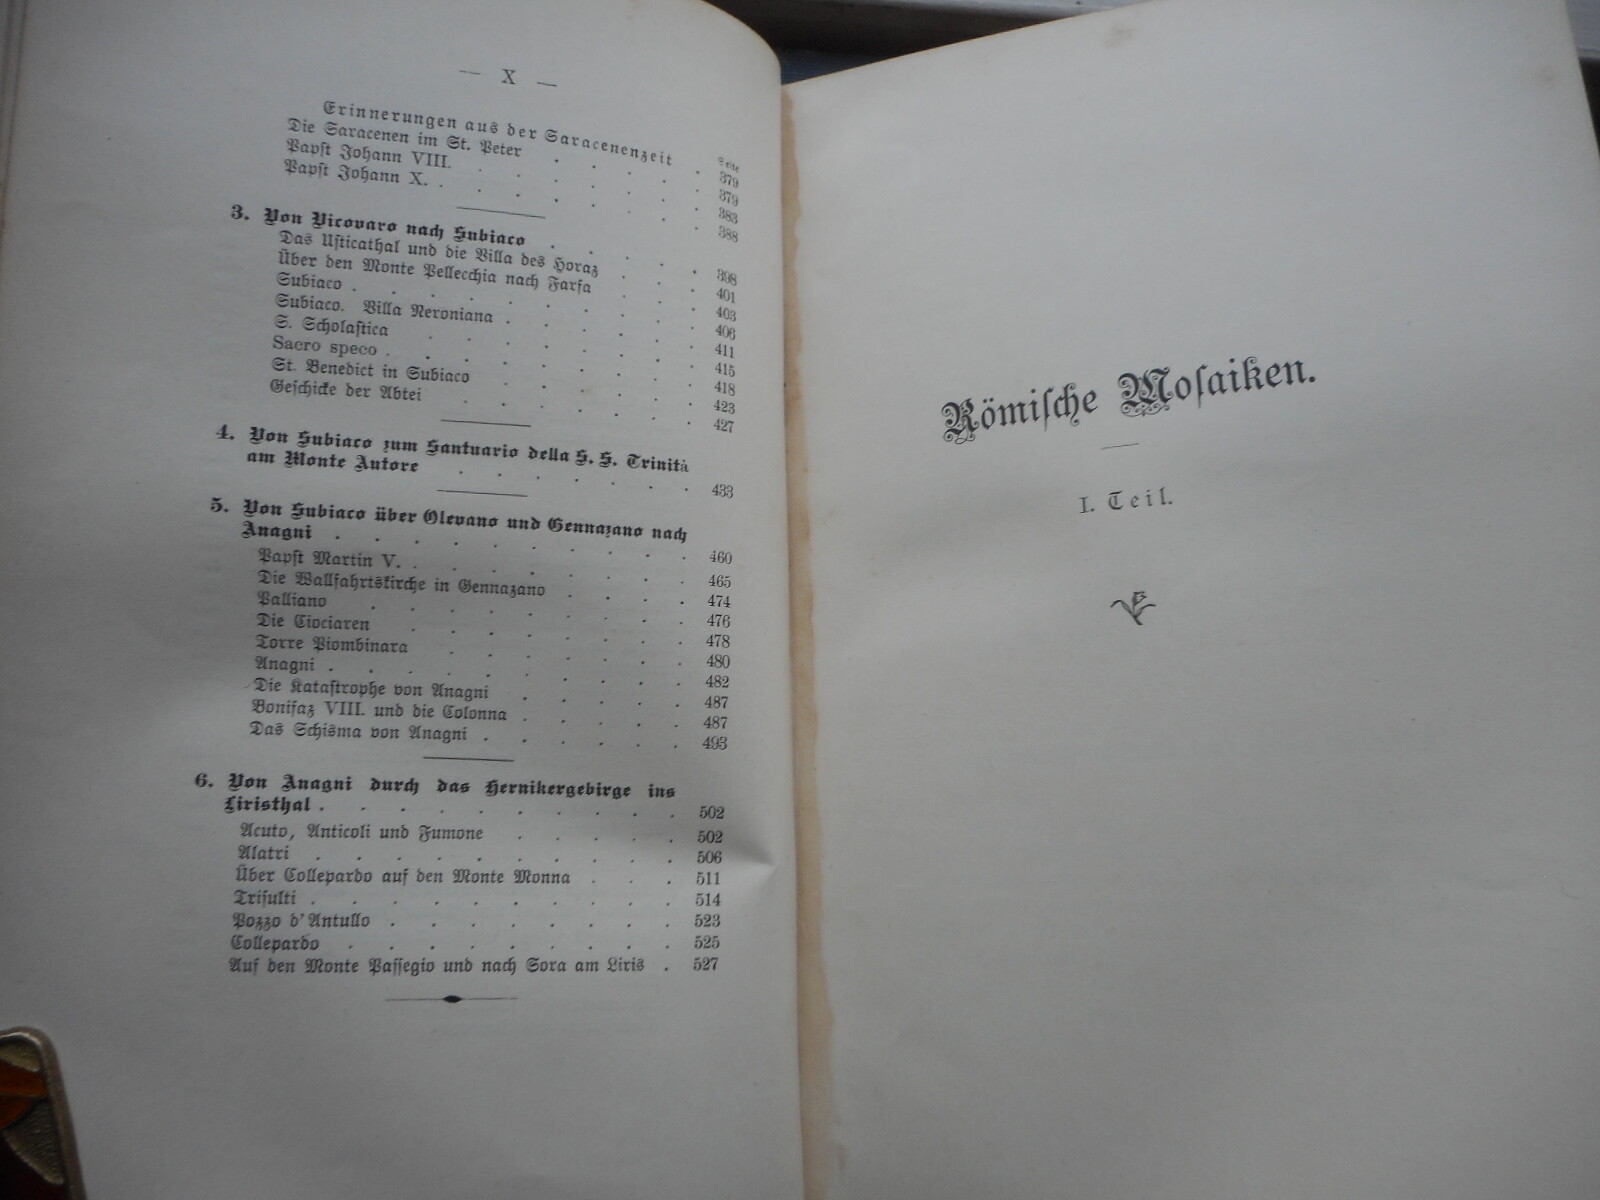 — X —
Seite
Erinnerungen aus der Saracenenzeit . 379
Die Saracenen im St. Peter . . . . . 379
Papst Johann VIII. . . . . . . . 383
Papst Johann X. . . . . . . . . 388
3. Von Vicovaro nach Subiaco . . . . . 398
Das Usticathal und die Villa des Horaz . . . 401
Über den Monte Pellecchia nach Farfa . . . 403
Subiaco . . . . . . . . . . 406
Subiaco. Villa Neroniana . . . . . . 411
S. Scholastica . . . . . . . . 415
Sacro speco . . . . . . . . . 418
St. Benedict in Subiaco . . . . . . 423
Geschicke der Abtei . . . . . . . 427
4. Von Subiaco zum Santuario della S. S. Trinità
am Monte Autore . . . . . . . 433
5. Von Subiaco über Olevano und Gennazano nach
Anagni . . . . . . . . . . 460
Papst Martin V. . . . . . . . . 465
Die Wallfahrtskirche in Gennazano . . . . 474
Palliano . . . . . . . . . 476
Die Ciociaren . . . . . . . . 478
Torre Piombinara . . . . . . . 480
Anagni . . . . . . . . . . 482
Die Katastrophe von Anagni . . . . . 487
Bonifaz VIII. und die Colonna . . . . . 487
Das Schisma von Anagni . . . . . . 493
6. Von Anagni durch das Hernikergebirge ins
Liristhal . . . . . . . . . . 502
Acuto, Anticoli und Fumone . . . . . 502
Alatri . . . . . . . . . . 506
Über Collepardo auf den Monte Monna . . . 511
Trisulti . . . . . . . . . . 514
Pozzo d'Antullo . . . . . . . . 523
Collepardo . . . . . . . . . 525
Auf den Monte Passegio und nach Sora am Liris . 527
Römische Mosaiken.
I. Teil.